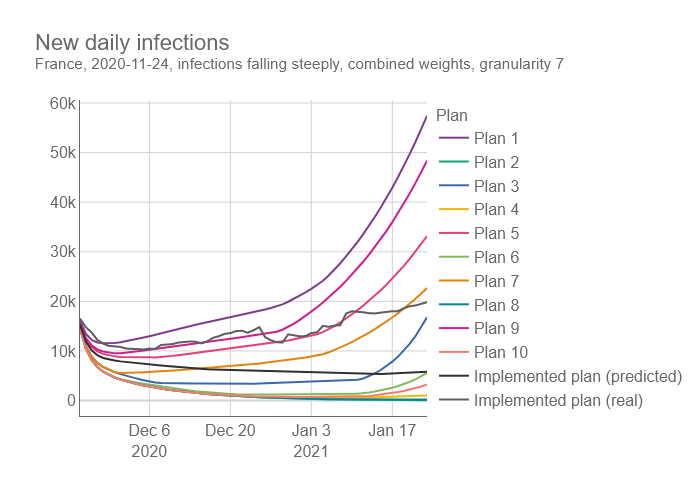 New daily infections
France, 2020-11-24, infections falling steeply, combined weights, granularity 7
60k
50k
40k
30k
20k
10k
0
Dec 6
2020
Dec 20
Jan 3
2021
Jan 17
Plan
Plan 1
Plan 2
Plan 3
Plan 4
Plan 5
Plan 6
Plan 7
Plan 8
Plan 9
Plan 10
Implemented plan (predicted)
Implemented plan (real)